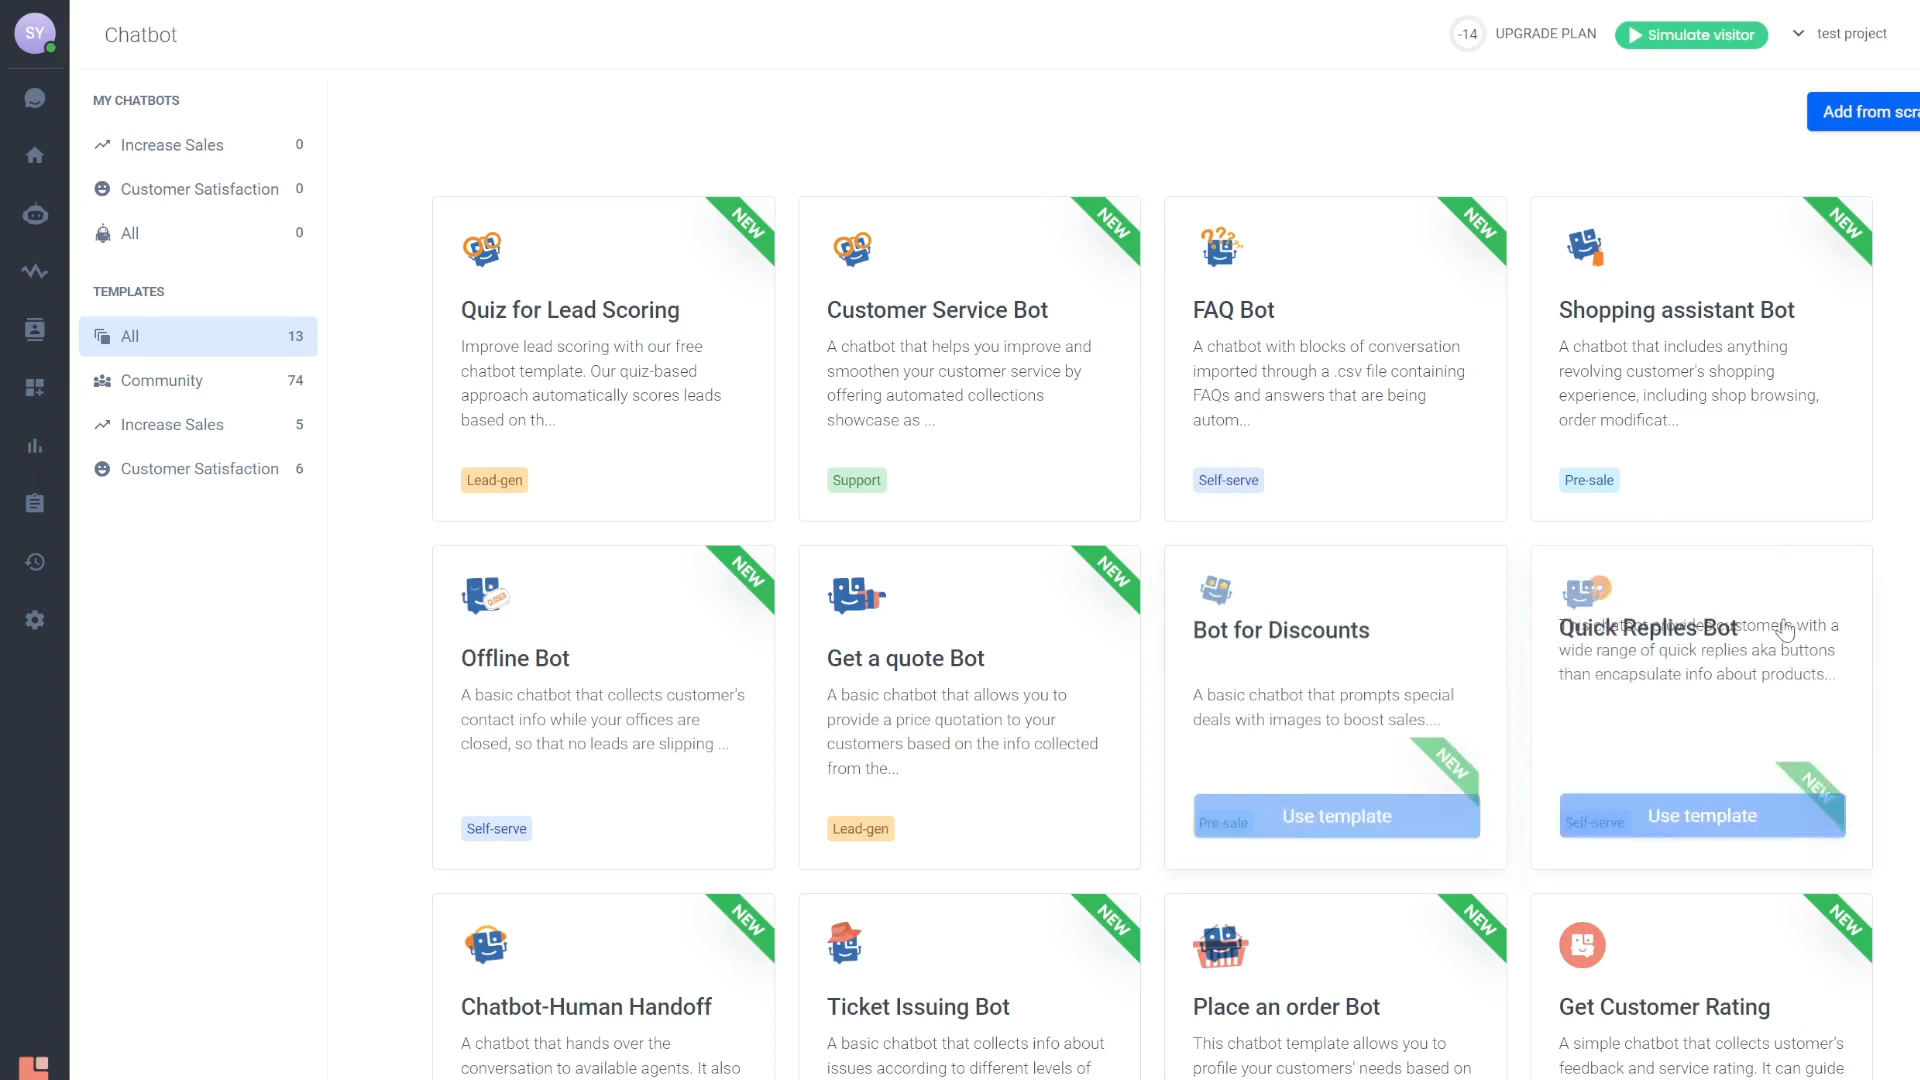 SY
Chatbot
-14
UPGRADE PLAN
Simulate visitor
test project
MY CHATBOTS
Increase Sales 0
Customer Satisfaction 0
All 0
TEMPLATES
All 13
Community 74
Increase Sales 5
Customer Satisfaction 6
Add from scra
NEW
Quiz for Lead Scoring
Improve lead scoring with our free
chatbot template. Our quiz-based
approach automatically scores leads
based on th...
Lead-gen
NEW
Customer Service Bot
A chatbot that helps you improve and
smoothen your customer service by
offering automated collections
showcase as ...
Support
NEW
FAQ Bot
A chatbot with blocks of conversation
imported through a .csv file containing
FAQs and answers that are being
autom...
Self-serve
NEW
Shopping assistant Bot
A chatbot that includes anything
revolving customer's shopping
experience, including shop browsing,
order modificat...
Pre-sale
CLOSED
NEW
Offline Bot
A basic chatbot that collects customer's
contact info while your offices are
closed, so that no leads are slipping ...
Self-serve
NEW
Get a quote Bot
A basic chatbot that allows you to
provide a price quotation to your
customers based on the info collected
from the...
Lead-gen
Bot for Discounts
A basic chatbot that prompts special
deals with images to boost sales....
NEW
Pre-sale
Use template
Quick Replies Bot
This chatbot provides customers with a
wide range of quick replies aka buttons
than encapsulate info about products...
NEW
Self-serve
Use template
NEW
Chatbot-Human Handoff
A chatbot that hands over the
conversation to available agents. It also
NEW
Ticket Issuing Bot
A basic chatbot that collects info about
issues according to different levels of
NEW
Place an order Bot
This chatbot template allows you to
profile your customers' needs based on
NEW
Get Customer Rating
A simple chatbot that collects ustomer's
feedback and service rating. It can guide